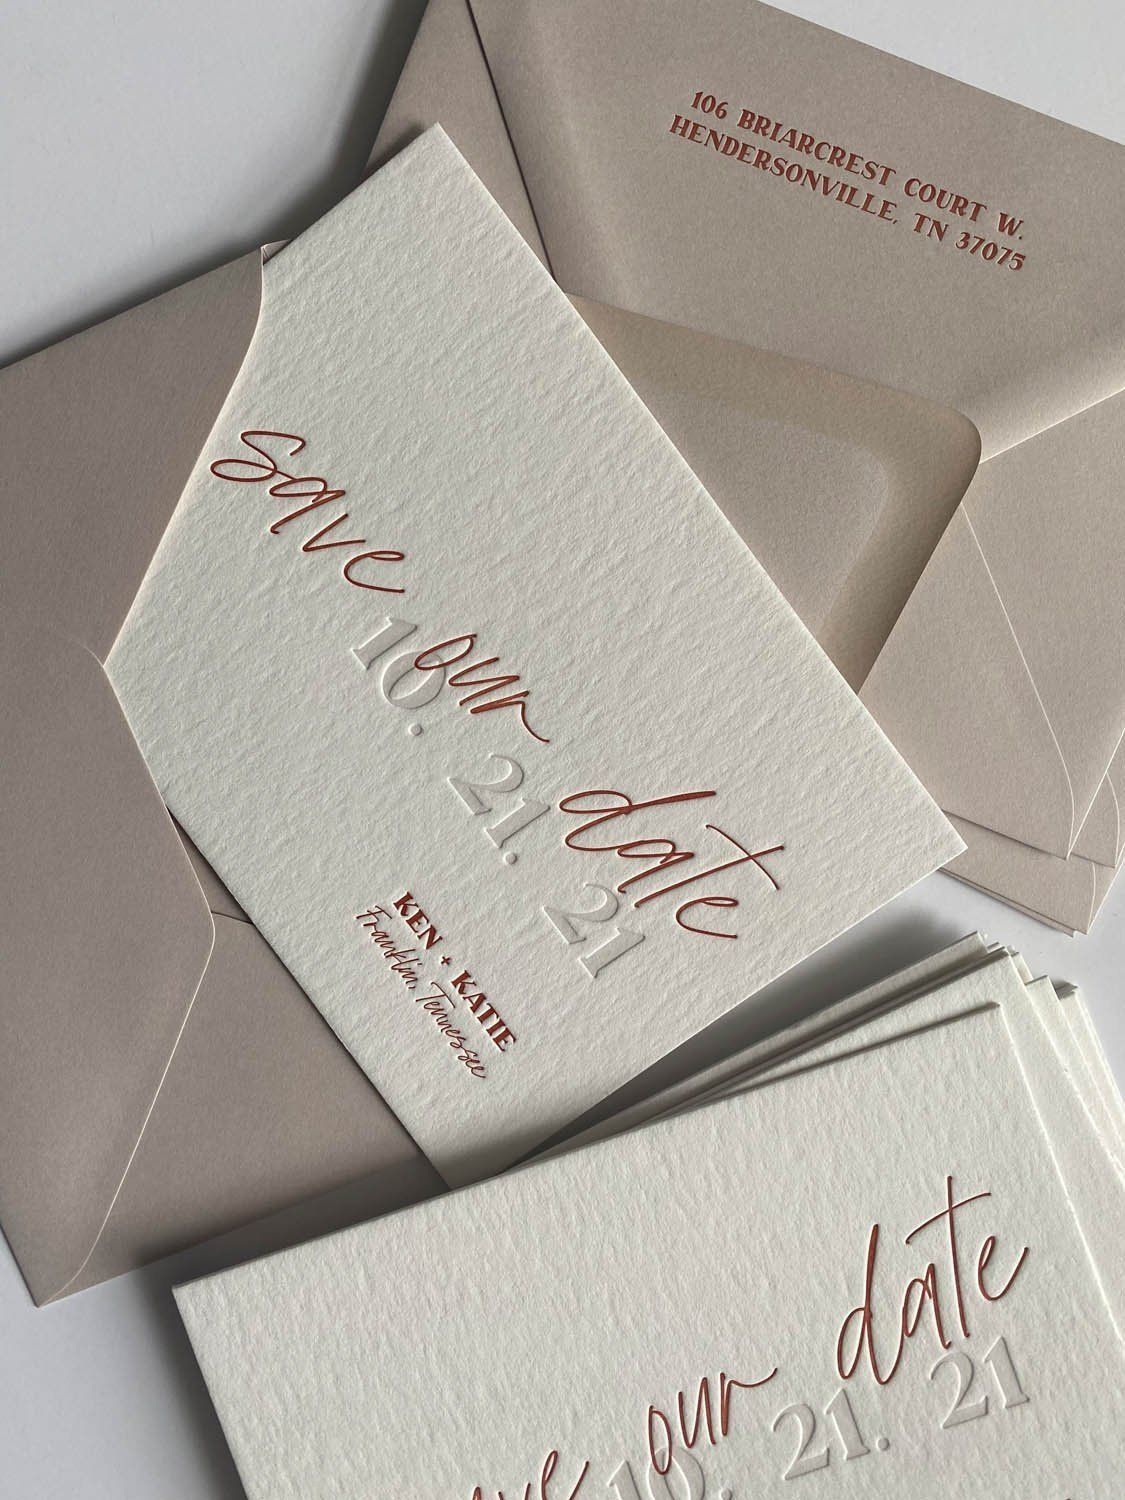 106 BRIARCREST COURT W.
HENDERSONVILLE, TN 37075
save
our
date
10.
21.
21
KEN + KATIE
Franklin, Tennessee
our
date
10.
21.
21